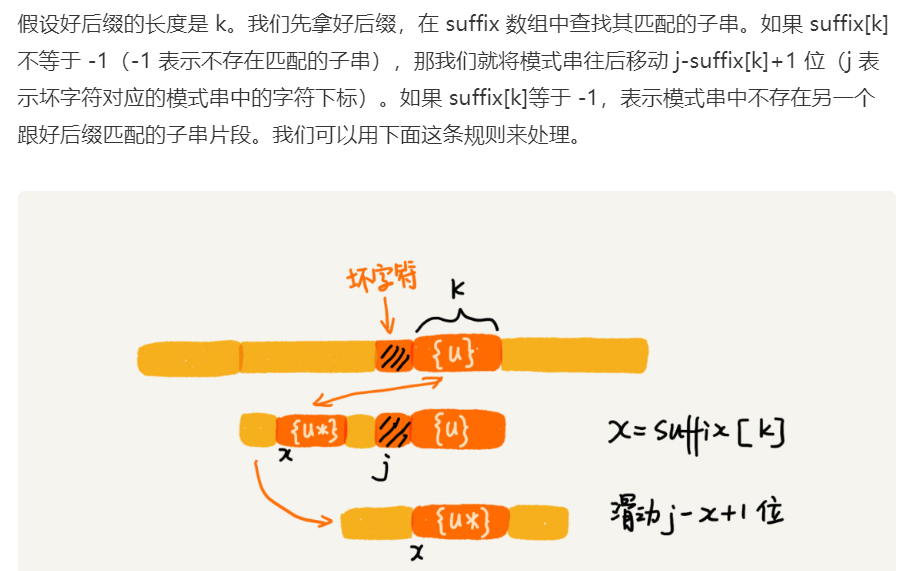 假设好后缀的长度是 k。我们先拿好后缀，在 suffix 数组中查找其匹配的子串。如果 suffix[k]
不等于 -1（-1 表示不存在匹配的子串），那我们就将模式串往后移动 j-suffix[k]+1 位（j 表
示坏字符对应的模式串中的字符下标）。如果 suffix[k]等于 -1，表示模式串中不存在另一个
跟好后缀匹配的子串片段。我们可以用下面这条规则来处理。
坏字符
K
{u}
{u*}
{u}
x
j
x=suffix[k]
{u*}
x
滑动j-x+1位